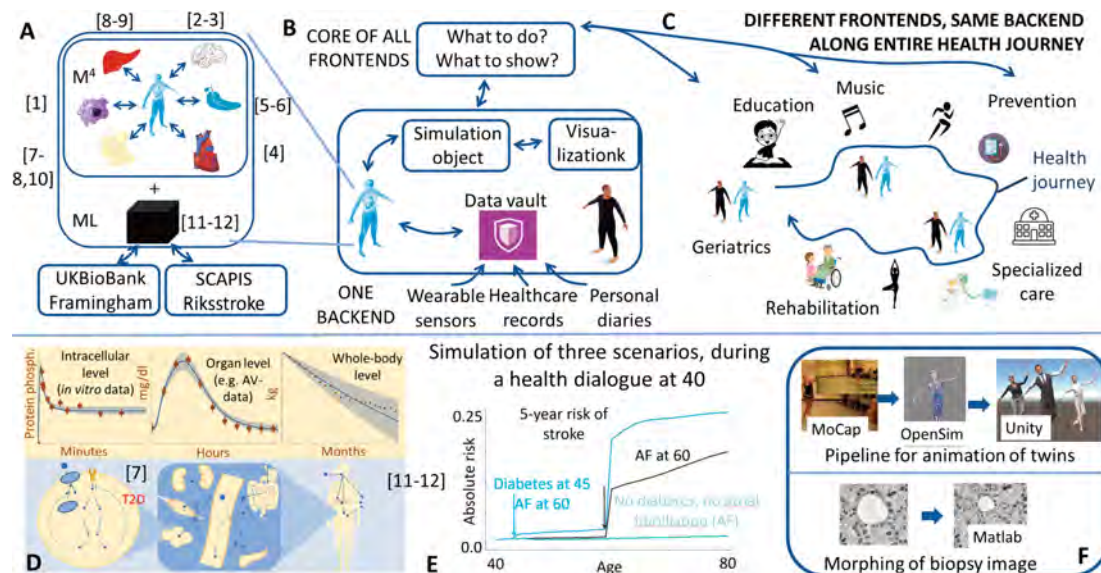 A
[8-9]
[2-3]
M⁴
[1]
[5-6]
[7-
8,10]
[4]
+
ML
[11-12]
UKBioBank
Framingham
SCAPIS
Riksstroke
B
CORE OF ALL
FRONTENDS
What to do?
What to show?
Simulation
object
Visua-
lizationk
Data vault
ONE
BACKEND
Wearable
sensors
Healthcare
records
Personal
diaries
C
DIFFERENT FRONTENDS, SAME BACKEND
ALONG ENTIRE HEALTH JOURNEY
Education
Music
Prevention
Health
journey
Geriatrics
Specialized
care
Rehabilitation
Protein phosph.
Intracellular
level
(in vitro data)
Minutes
mg/dl
Organ level
(e.g. AV-
data)
Hours
kg
Whole-body
level
Months
[7]
T2D
[11-12]
D
Simulation of three scenarios, during
a health dialogue at 40
0.25
Absolute risk
0.0
5-year risk of
stroke
AF at 60
Diabetes at 45
AF at 60
No diabetes, no atrial
fibrillation (AF)
40
Age
80
E
MoCap
OpenSim
Unity
Pipeline for animation of twins
Matlab
Morphing of biopsy image
F